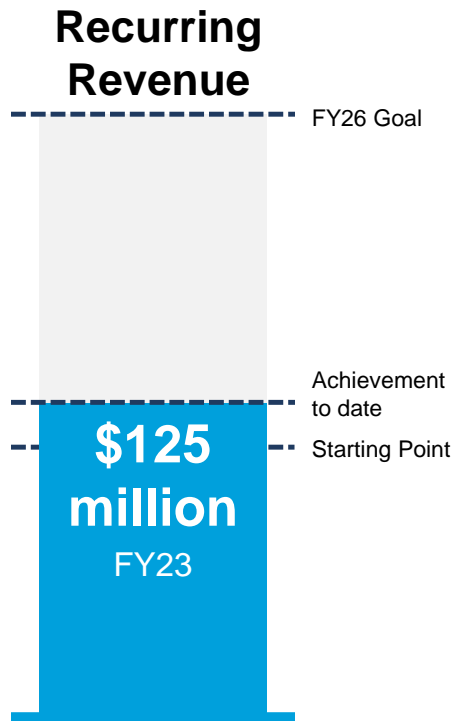 Recurring
Revenue
FY26 Goal
Achievement
to date
$125
million
Starting Point
FY23